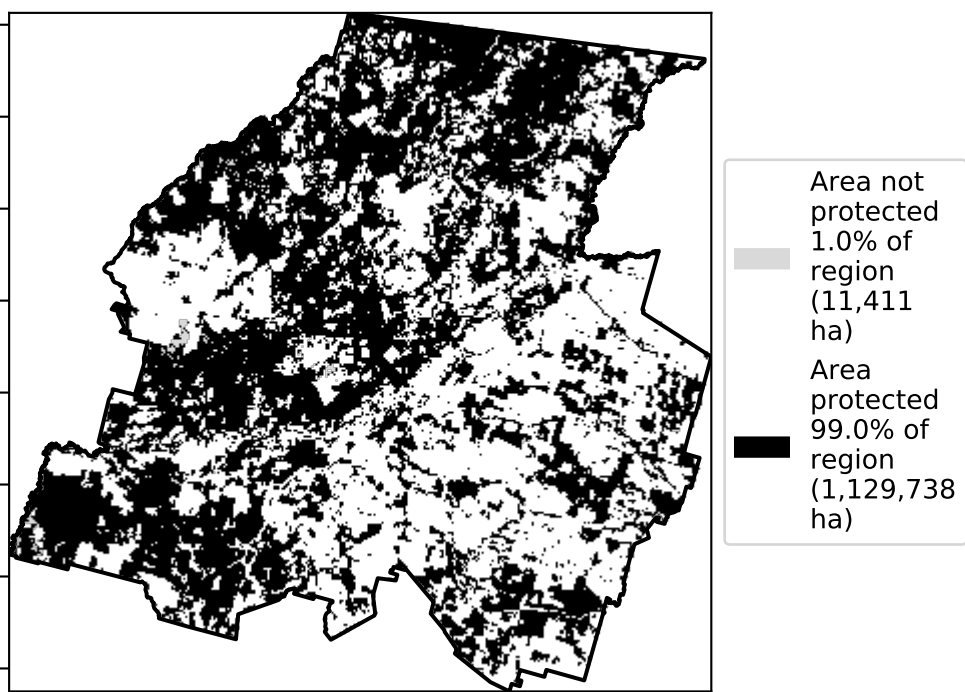 Area not
protected
1.0% of
region
(11,411
ha)
Area
protected
99.0% of
region
(1,129,738
ha)